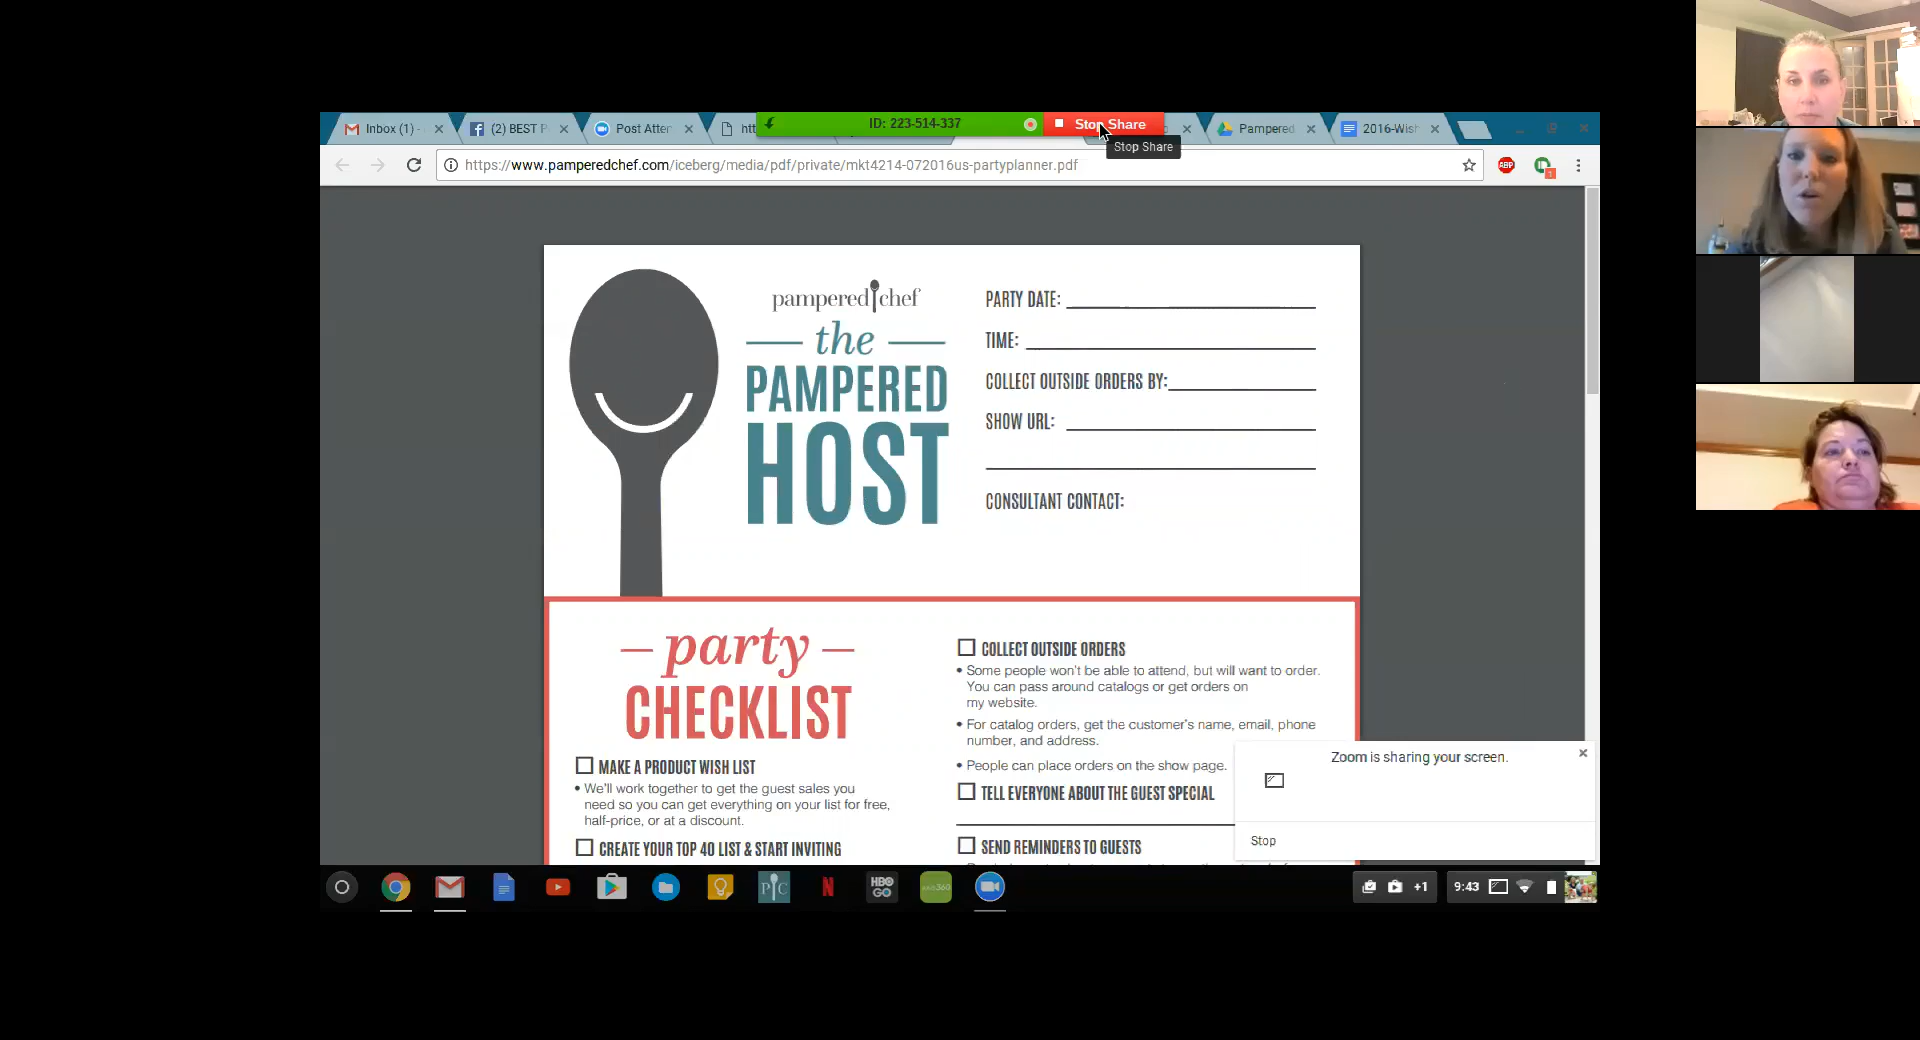 Inbox (1) -
(2) BEST P
Post Atten
htt
ID: 223-514-337
Stop Share
Pampered
2016-Wish
Stop Share
https://www.pamperedchef.com/iceberg/media/pdf/private/mkt4214-072016us-partyplanner.pdf
ABP
1
pampered chef
the
PAMPERED
HOST
PARTY DATE:
TIME:
COLLECT OUTSIDE ORDERS BY:
SHOW URL:
CONSULTANT CONTACT:
party
CHECKLIST
MAKE A PRODUCT WISH LIST
• We'll work together to get the guest sales you
need so you can get everything on your list for free,
half-price, or at a discount.
CREATE YOUR TOP 40 LIST & START INVITING
COLLECT OUTSIDE ORDERS
• Some people won't be able to attend, but will want to order.
You can pass around catalogs or get orders on
my website.
• For catalog orders, get the customer's name, email, phone
number, and address.
• People can place orders on the show page.
TELL EVERYONE ABOUT THE GUEST SPECIAL
SEND REMINDERS TO GUESTS
Zoom is sharing your screen.
Stop
P C
N
HBO
GO
+1
9:43